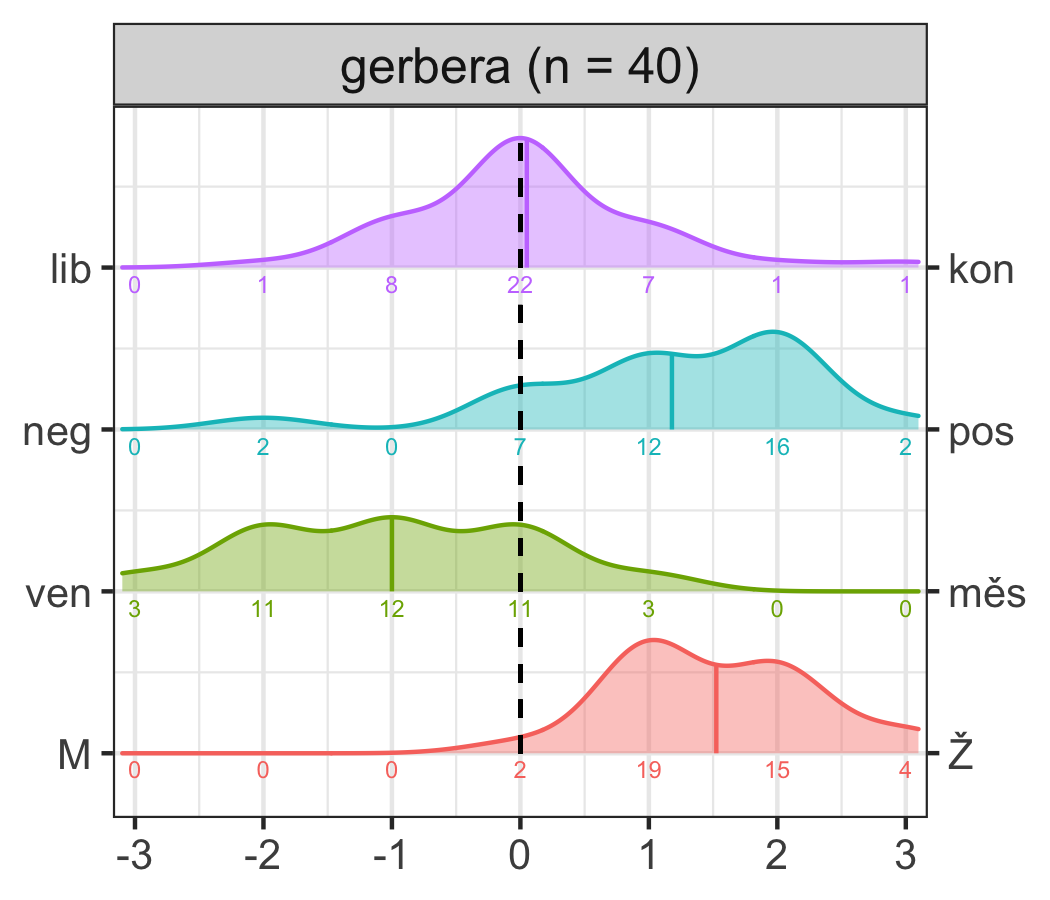 gerbera (n = 40)
lib kon
0 1 8 22 7 1 1
neg pos
0 2 0 7 12 16 2
ven měs
3 11 12 11 3 0 0
M Ž
0 0 0 2 19 15 4
-3 -2 -1 0 1 2 3